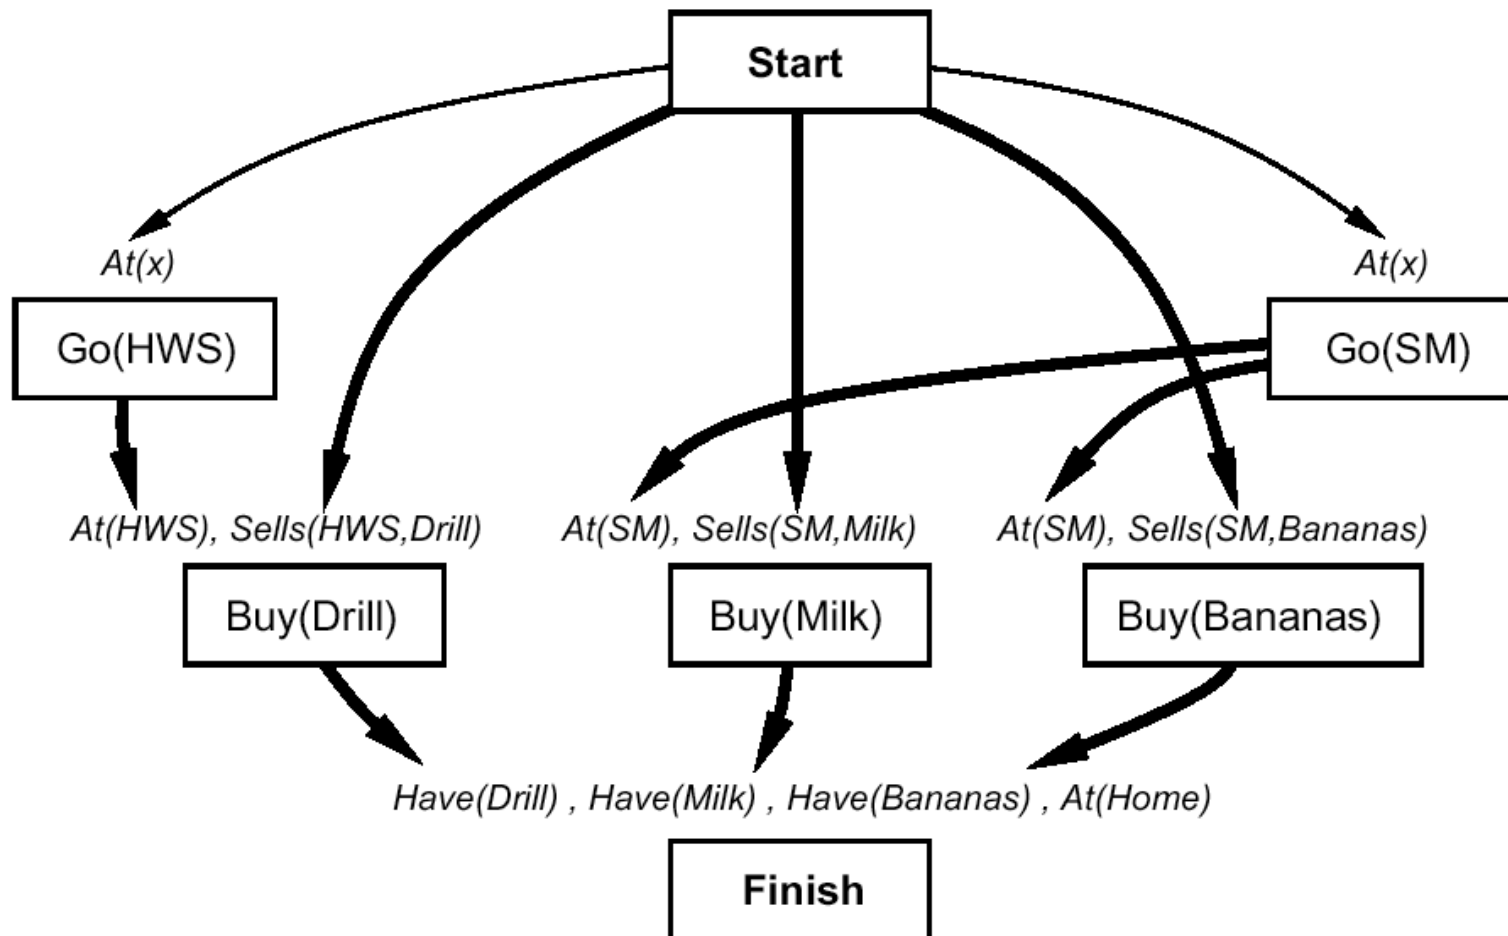 Start
At(x)
At(x)
Go(HWS)
Go(SM)
At(HWS), Sells(HWS,Drill)
At(SM), Sells(SM,Milk)
At(SM), Sells(SM,Bananas)
Buy(Drill)
Buy(Milk)
Buy(Bananas)
Have(Drill) , Have(Milk) , Have(Bananas) , At(Home)
Finish